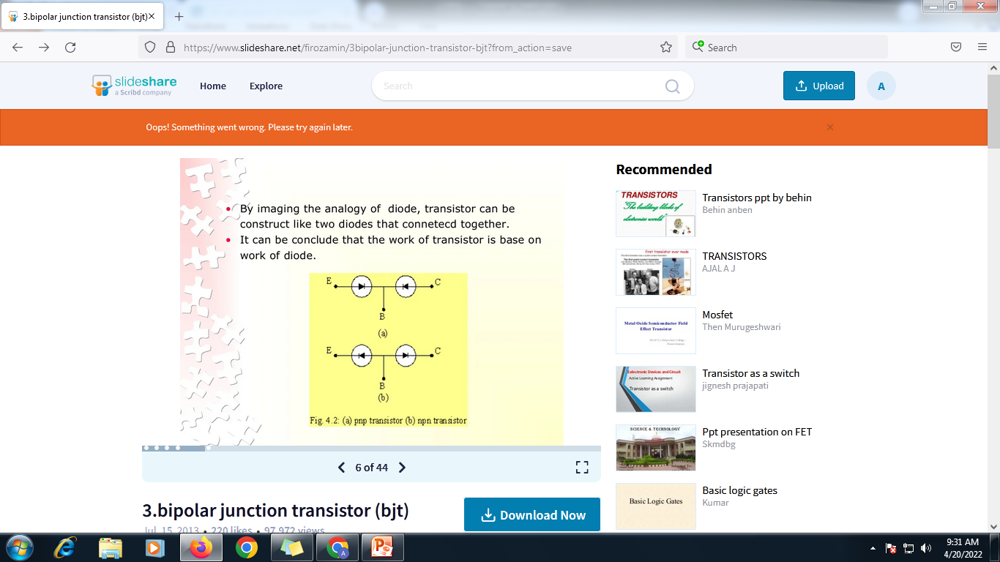 3.bipolar junction transistor (bjt)
https://www.slideshare.net/firozamin/3bipolar-junction-transistor-bjt?from_action=save
Search
slideshare
a Scribd company
Home
Explore
Search
Upload
A
Oops! Something went wrong. Please try again later.
• By imaging the analogy of diode, transistor can be
construct like two diodes that connetecd together.
• It can be conclude that the work of transistor is base on
work of diode.
E
C
B
(a)
E
C
B
(b)
Fig. 4.2: (a) pnp transistor (b) npn transistor
6 of 44
3.bipolar junction transistor (bjt)
Jul. 15, 2013 • 220 likes • 97,972 views
Download Now
Recommended
TRANSISTORS
"The building blocks of
electronics world"
Transistors ppt by behin
Behin anben
first transistor ever made
TRANSISTORS
AJAL A J
Metal Oxide Semiconductor Field
Effect Transistor
Mosfet
Then Murugeshwari
Electronic Devices and Circuit
Active Learning Assignment
Transistor as a switch
Transistor as a switch
jignesh prajapati
SCIENCE & TECHNOLOGY
Ppt presentation on FET
Skmdbg
Basic Logic Gates
Basic logic gates
Kumar
9:31 AM
4/20/2022